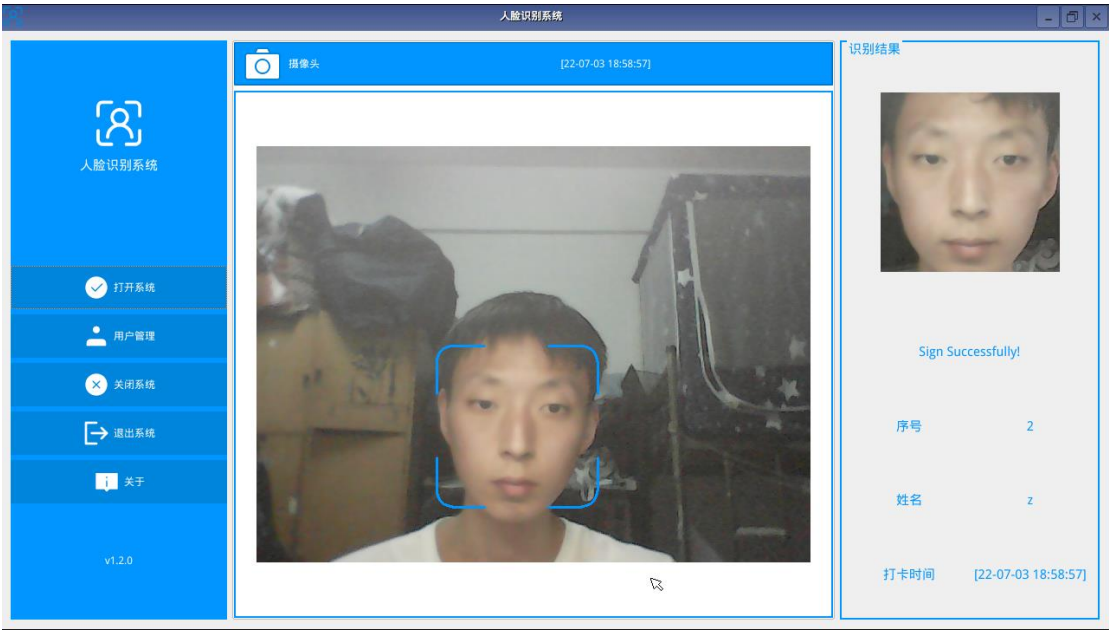 人脸识别系统
人脸识别系统
打开系统
用户管理
关闭系统
退出系统
关于
v1.2.0
摄像头 [22-07-03 18:58:57]
识别结果
Sign Successfully!
序号 2
姓名 z
打卡时间 [22-07-03 18:58:57]